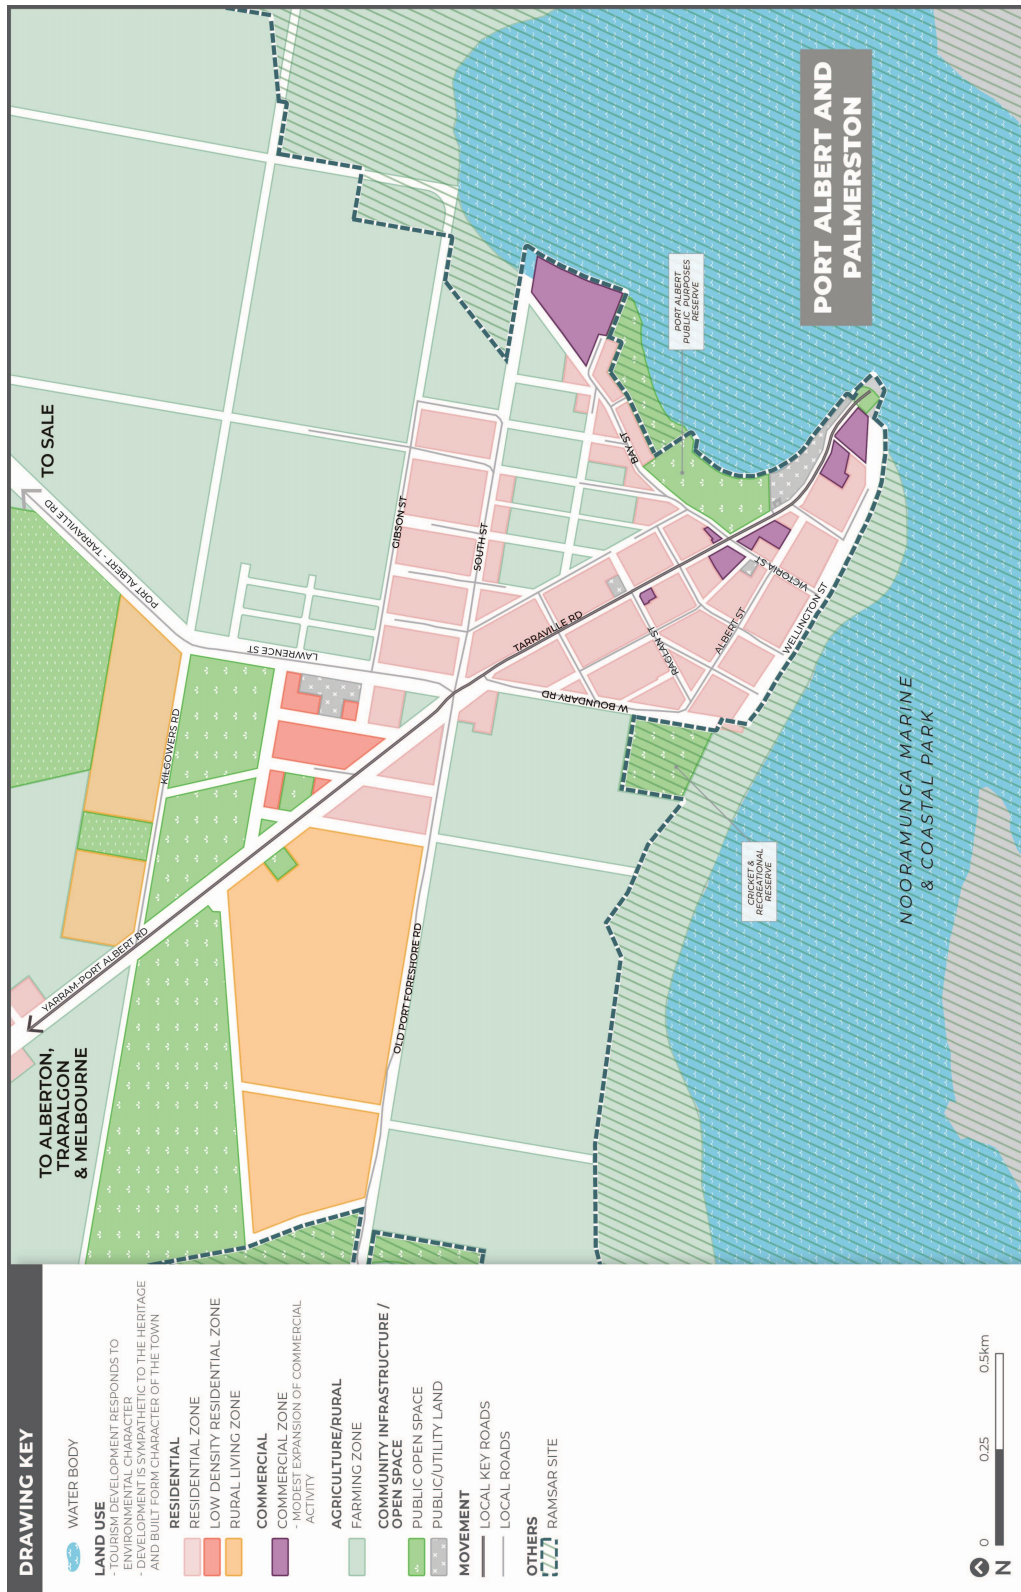 DRAWING KEY
WATER BODY
LAND USE
- TOURISM DEVELOPMENT RESPONDS TO
ENVIRONMENTAL CHARACTER
- DEVELOPMENT IS SYMPATHETIC TO THE HERITAGE
AND BUILT FORM CHARACTER OF THE TOWN
RESIDENTIAL
RESIDENTIAL ZONE
LOW DENSITY RESIDENTIAL ZONE
RURAL LIVING ZONE
COMMERCIAL
COMMERCIAL ZONE
- MODEST EXPANSION OF COMMERCIAL
ACTIVITY
AGRICULTURE/RURAL
FARMING ZONE
COMMUNITY INFRASTRUCTURE /
OPEN SPACE
PUBLIC OPEN SPACE
PUBLIC/UTILITY LAND
MOVEMENT
LOCAL KEY ROADS
LOCAL ROADS
OTHERS
RAMSAR SITE
N
0
0.25
0.5km
TO ALBERTON,
TRARALGON
& MELBOURNE
YARRAM-PORT ALBERT RD
KILGOWERS RD
PORT ALBERT - TARRAVILLE RD
TO SALE
LAWRENCE ST
OLD PORT FORESHORE RD
GIBSON ST
SOUTH ST
TARRAVILLE RD
W BOUNDARY RD
BAY ST
RAGLAN ST
ALBERT ST
VICTORIA ST
WELLINGTON ST
PORT ALBERT
PUBLIC PURPOSES
RESERVE
CRICKET &
RECREATIONAL
RESERVE
NOORAMUNGA MARINE
& COASTAL PARK
PORT ALBERT AND
PALMERSTON